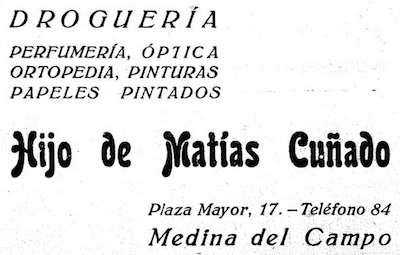 DROGUERÍA
PERFUMERÍA, ÓPTICA
ORTOPEDIA, PINTURAS
PAPELES PINTADOS
Hijo de Matías Cuñado
Plaza Mayor, 17. – Teléfono 84
Medina del Campo